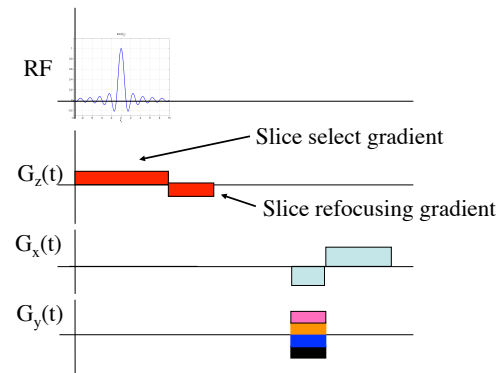 RF
Slice select gradient
G_z(t)
Slice refocusing gradient
G_x(t)
G_y(t)